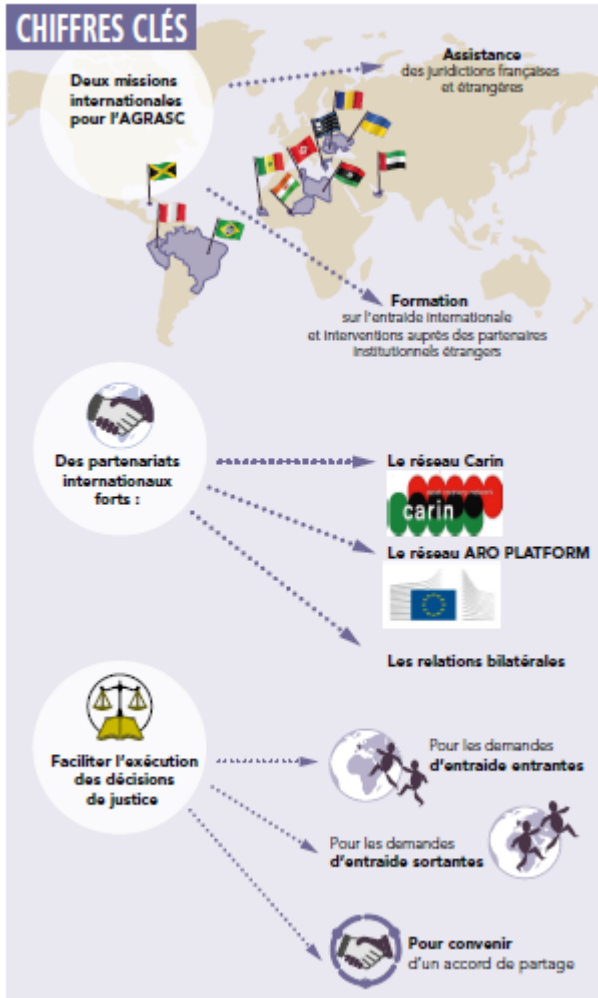 CHIFFRES CLÉS
Deux missions
internationales
pour l'AGRASC
Assistance
des juridictions françaises
et étrangères
Formation
sur l'entraide internationale
et interventions auprès des partenaires
institutionnels étrangers
Des partenariats
internationaux
forts :
Le réseau Carin
carin
Le réseau ARO PLATFORM
Les relations bilatérales
Faciliter l'exécution
des décisions
de justice
Pour les demandes
d'entraide entrantes
Pour les demandes
d'entraide sortantes
Pour convenir
d'un accord de partage